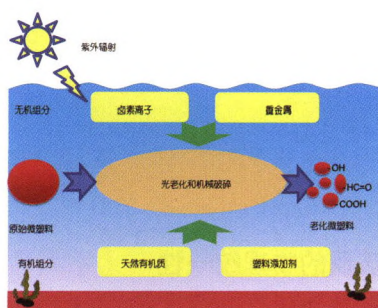 紫外辐射
无机组分
卤素离子
重金属
OH
HC=O
COOH
光老化和机械破碎
原始微塑料
老化微塑料
有机组分
天然有机质
塑料添加剂